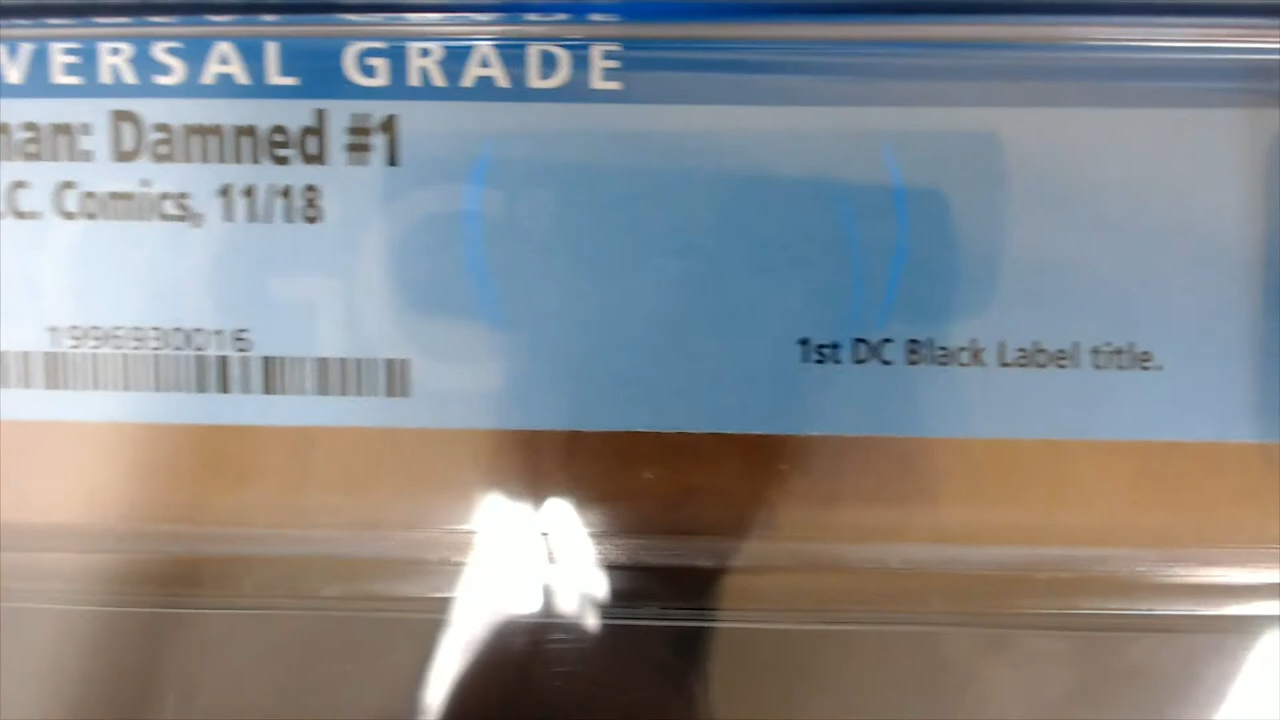 VERSAL GRADE
nan: Damned #1
.C. Comics, 11/18
1996930016
1st DC Black Label title.